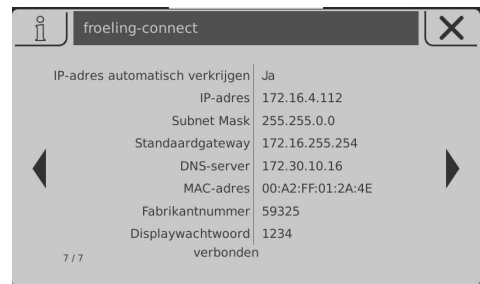 froeling-connect
IP-adres automatisch verkrijgen Ja
IP-adres 172.16.4.112
Subnet Mask 255.255.0.0
Standaardgateway 172.16.255.254
DNS-server 172.30.10.16
MAC-adres 00:A2:FF:01:2A:4E
Fabrikantnummer 59325
Displaywachtwoord 1234
verbonden
7 / 7